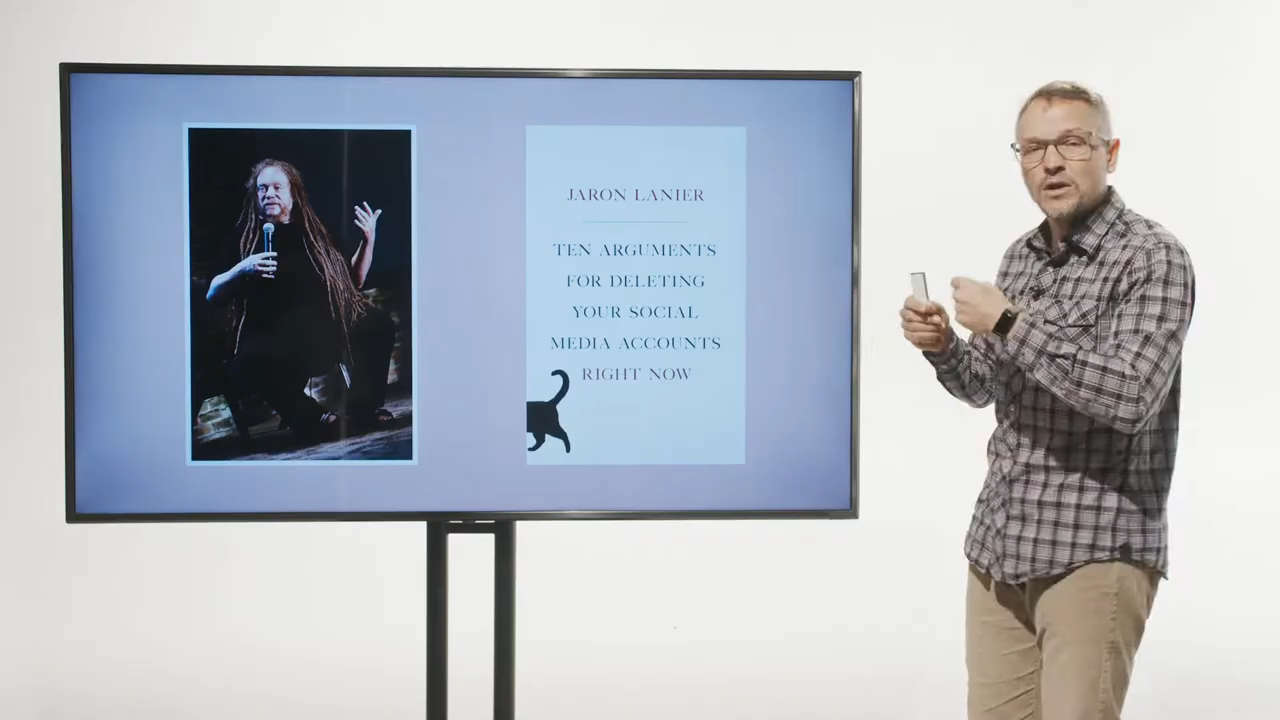 JARON LANIER
TEN ARGUMENTS
FOR DELETING
YOUR SOCIAL
MEDIA ACCOUNTS
RIGHT NOW